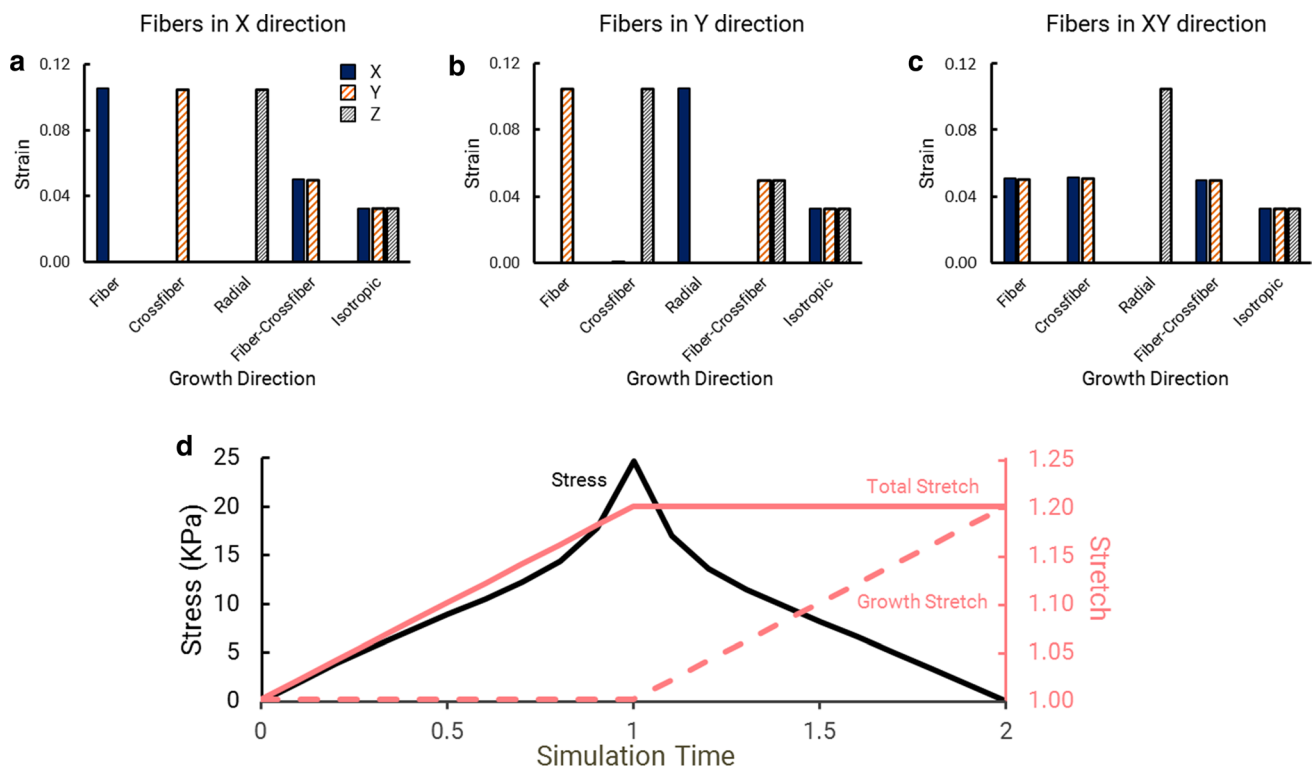 Fibers in X direction
Fibers in Y direction
Fibers in XY direction
a
0.12
0.08
0.04
0.00
Strain
X
Y
Z
Fiber
Crossfiber
Radial
Fiber-Crossfiber
Isotropic
Growth Direction
b
0.12
0.08
0.04
0.00
Strain
Fiber
Crossfiber
Radial
Fiber-Crossfiber
Isotropic
Growth Direction
c
0.12
0.08
0.04
0.00
Strain
Fiber
Crossfiber
Radial
Fiber-Crossfiber
Isotropic
Growth Direction
d
25
20
15
10
5
0
Stress (KPa)
Stress
Total Stretch
Growth Stretch
1.25
1.20
1.15
1.10
1.05
1.00
Stretch
0
0.5
1
1.5
2
Simulation Time